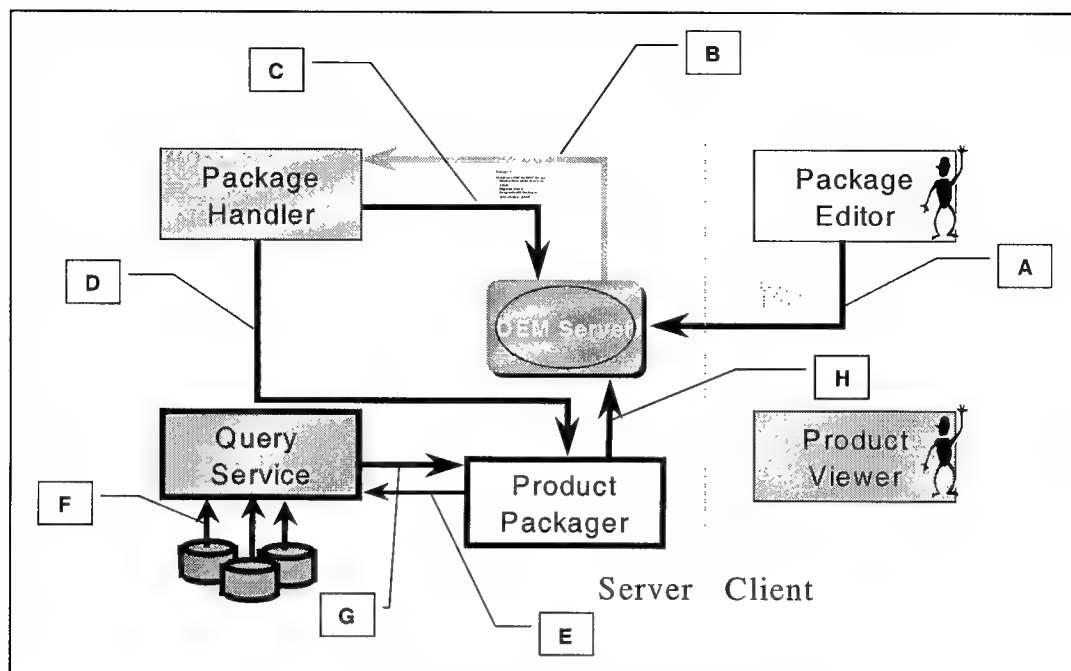 C
B
Package
Handler
Package
Editor
D
A
OEM Server
H
Query
Service
Product
Viewer
Product
Packager
F
Server Client
G
E